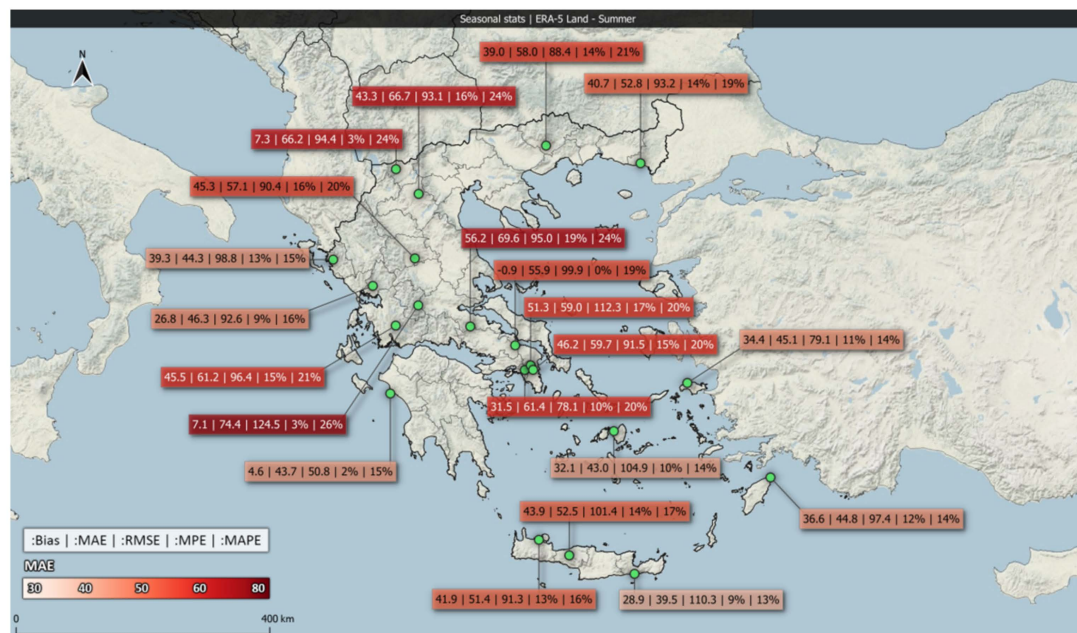 Seasonal stats | ERA-5 Land - Summer
N
39.0 | 58.0 | 88.4 | 14% | 21%
40.7 | 52.8 | 93.2 | 14% | 19%
43.3 | 66.7 | 93.1 | 16% | 24%
7.3 | 66.2 | 94.4 | 3% | 24%
45.3 | 57.1 | 90.4 | 16% | 20%
56.2 | 69.6 | 95.0 | 19% | 24%
39.3 | 44.3 | 98.8 | 13% | 15%
-0.9 | 55.9 | 99.9 | 0% | 19%
51.3 | 59.0 | 112.3 | 17% | 20%
26.8 | 46.3 | 92.6 | 9% | 16%
46.2 | 59.7 | 91.5 | 15% | 20%
34.4 | 45.1 | 79.1 | 11% | 14%
45.5 | 61.2 | 96.4 | 15% | 21%
31.5 | 61.4 | 78.1 | 10% | 20%
7.1 | 74.4 | 124.5 | 3% | 26%
4.6 | 43.7 | 50.8 | 2% | 15%
32.1 | 43.0 | 104.9 | 10% | 14%
43.9 | 52.5 | 101.4 | 14% | 17%
36.6 | 44.8 | 97.4 | 12% | 14%
:Bias | :MAE | :RMSE | :MPE | :MAPE
MAE
30 40 50 60 80
41.9 | 51.4 | 91.3 | 13% | 16%
28.9 | 39.5 | 110.3 | 9% | 13%
0 400 km